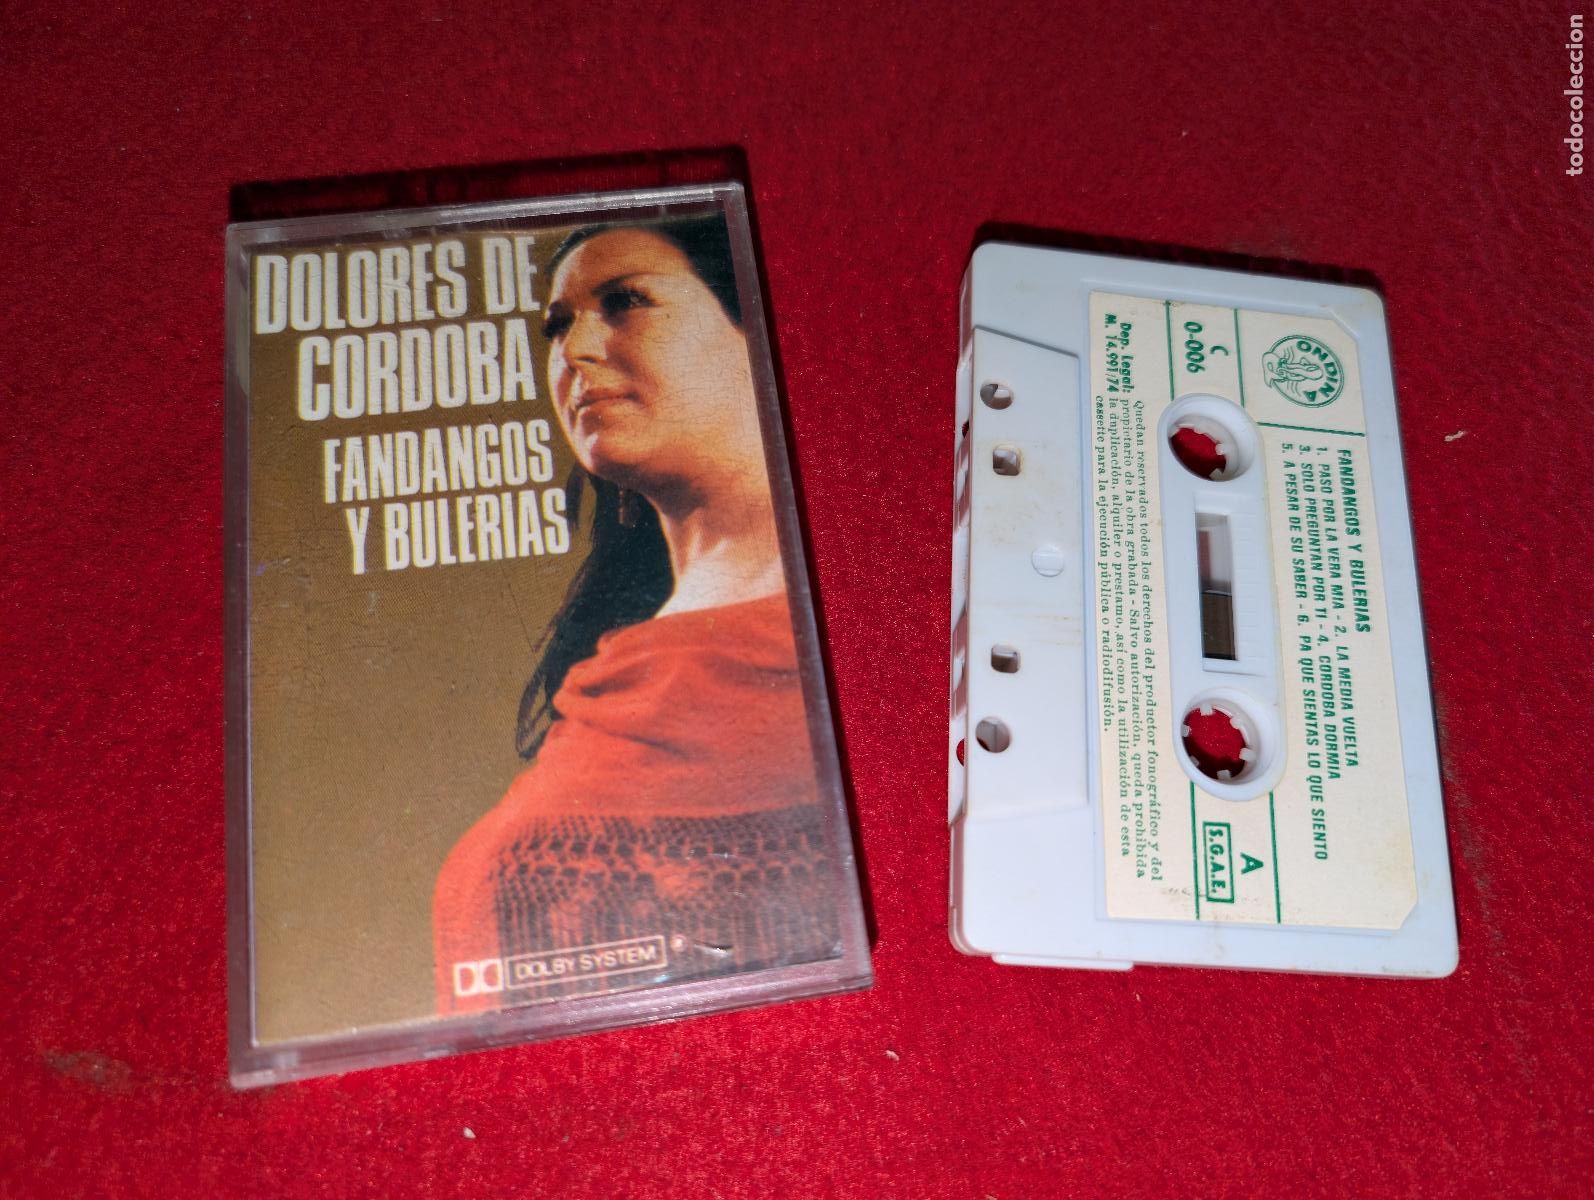 DOLORES DE
CORDOBA
FANDANGOS
Y BULERIAS
DOLBY SYSTEM
ONDINA
C
0-006
Dep. Legal:
M. 14.991/74
FANDANGOS Y BULERIAS
1. PASO POR LA VERA MIA - 2. LA MEDIA VUELTA
3. SOLO PREGUNTAN POR TI - 4. CORDOBA DORMIA
5. A PESAR DE SU SABER - 6. PA QUE SIENTAS LO QUE SIENTO
A
S.G.A.E.
Quedan reservados todos los derechos del productor fonográfico y del
propietario de la obra grabada - Salvo autorización, queda prohibida
la duplicación, alquiler o prestamo, así como la utilización de esta
cassette para la ejecución pública o radiodifusión.
todocoleccion